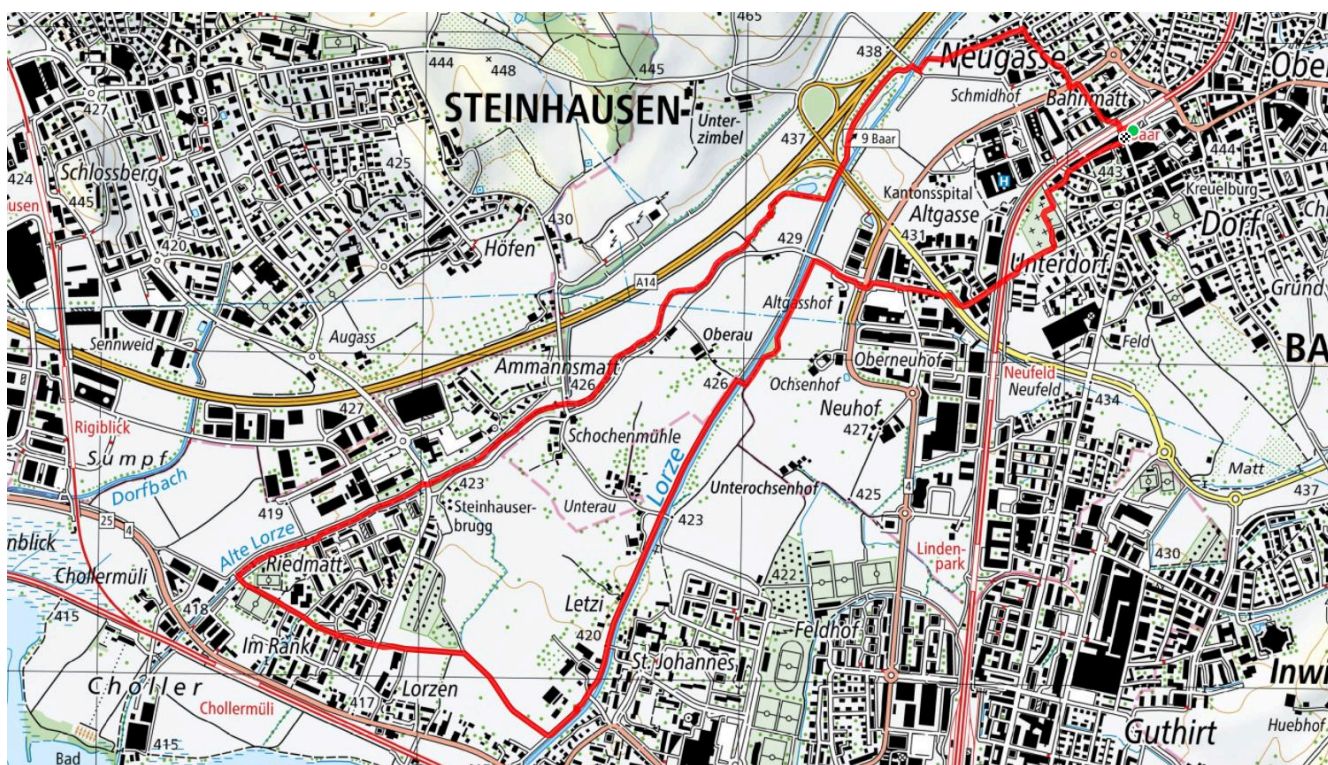 465
438
Neugasse
Ober
444
448
445
Schmidhof
Bahnmatt
427
STEINHAUSEN
Unter-
zimbel
437
9 Baar
Baar
444
425
Schlossberg
424
usen
445
443
Kreuelburg
Kantonsspital
H
Altgasse
Dorf
430
420
Höfen
429
431
Unterdorf
A14
Grund
Altgasshof
Augass
Sennweid
Oberau
Feld
BA
Oberneuhof
Ammannsmatt
426
426
Ochsenhof
Neufeld
Neufeld
Neuhof
434
427
427
Rigiblick
Schochenmühle
Sumpf
Lorze
Matt
Dorfbach
423
Unterochsenhof
437
419
Steinhauser-
brugg
Unterau
425
4
25
4
423
nblick
Alte Lorze
Linden-
park
430
Riedmatt
422
Chollermüli
Letzi
418
415
420
Feldhof
Im Rank
St. Johannes
Inwi
Choller
Lorzen
Chollermüli
417
Huebhof
Guthirt
415
Bad